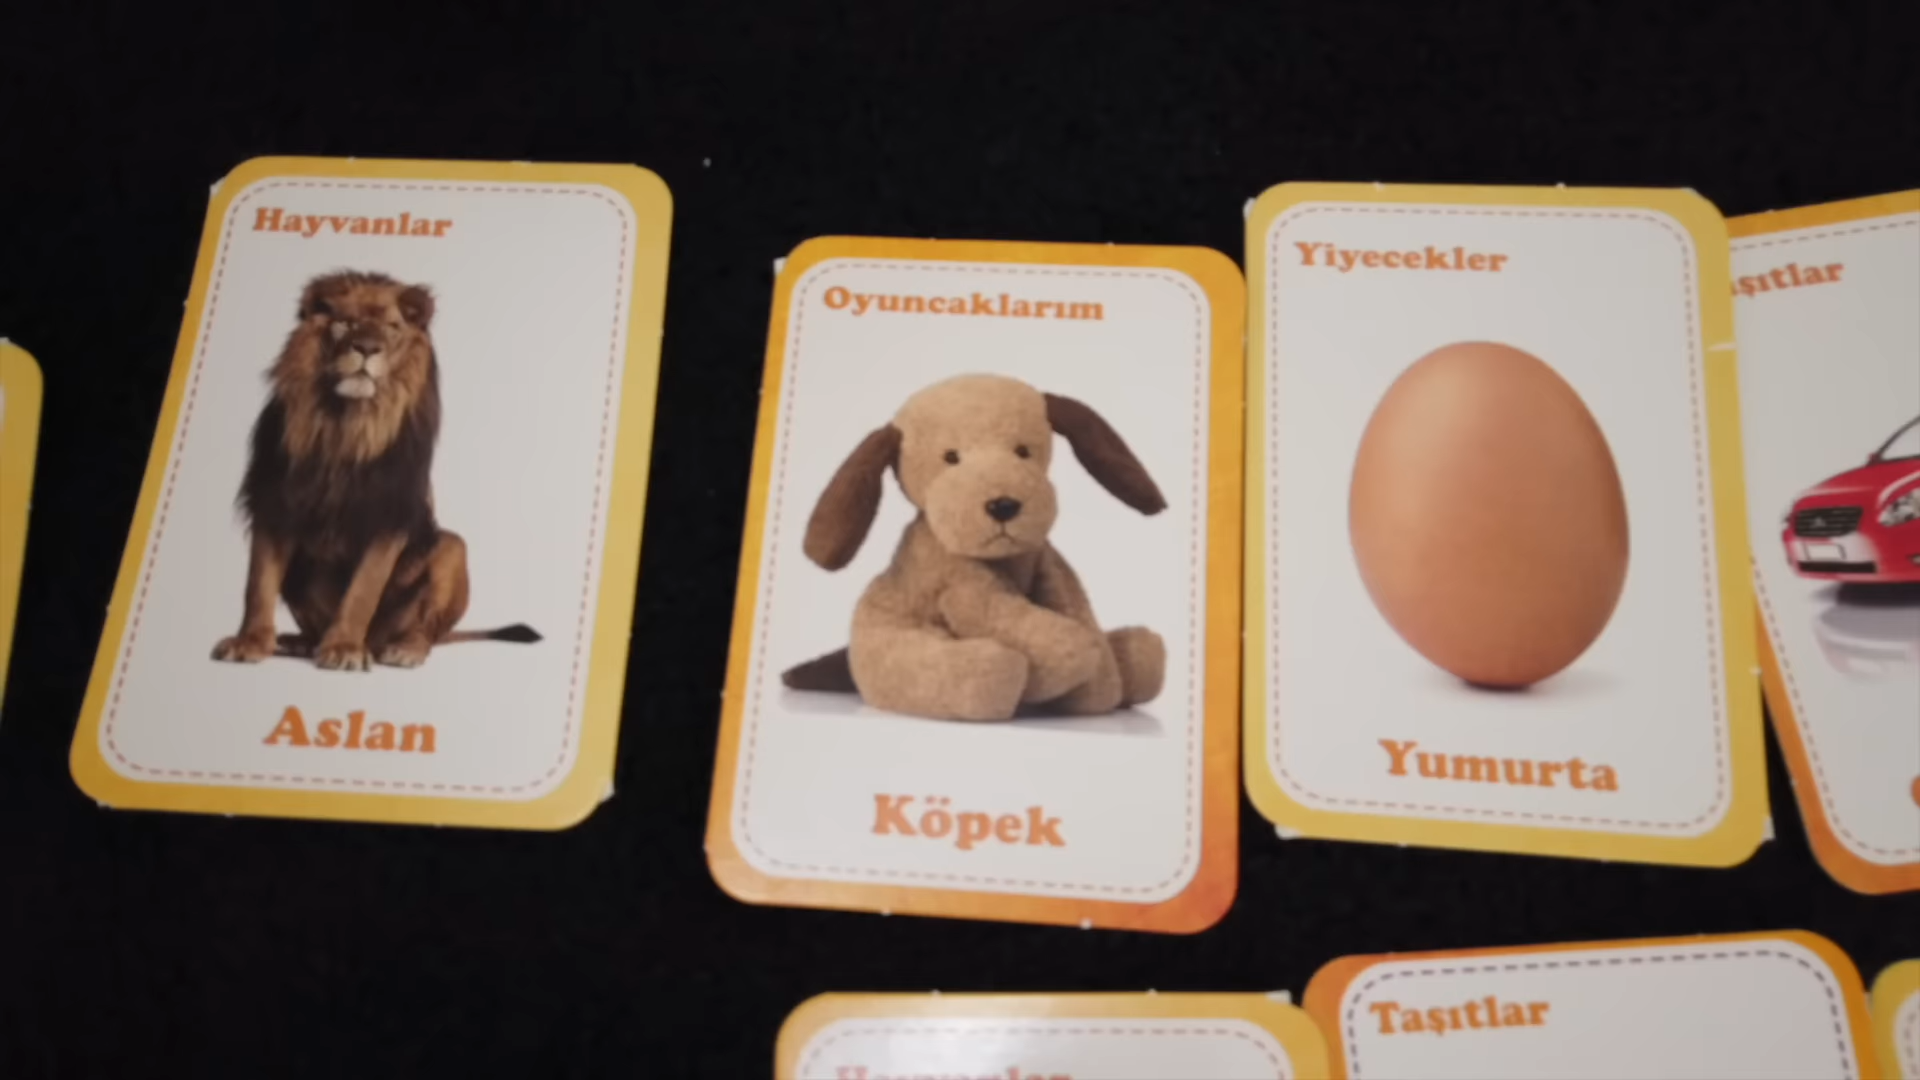 Hayvanlar
Aslan
Oyuncaklarım
Köpek
Yiyecekler
Yumurta
Taşıtlar